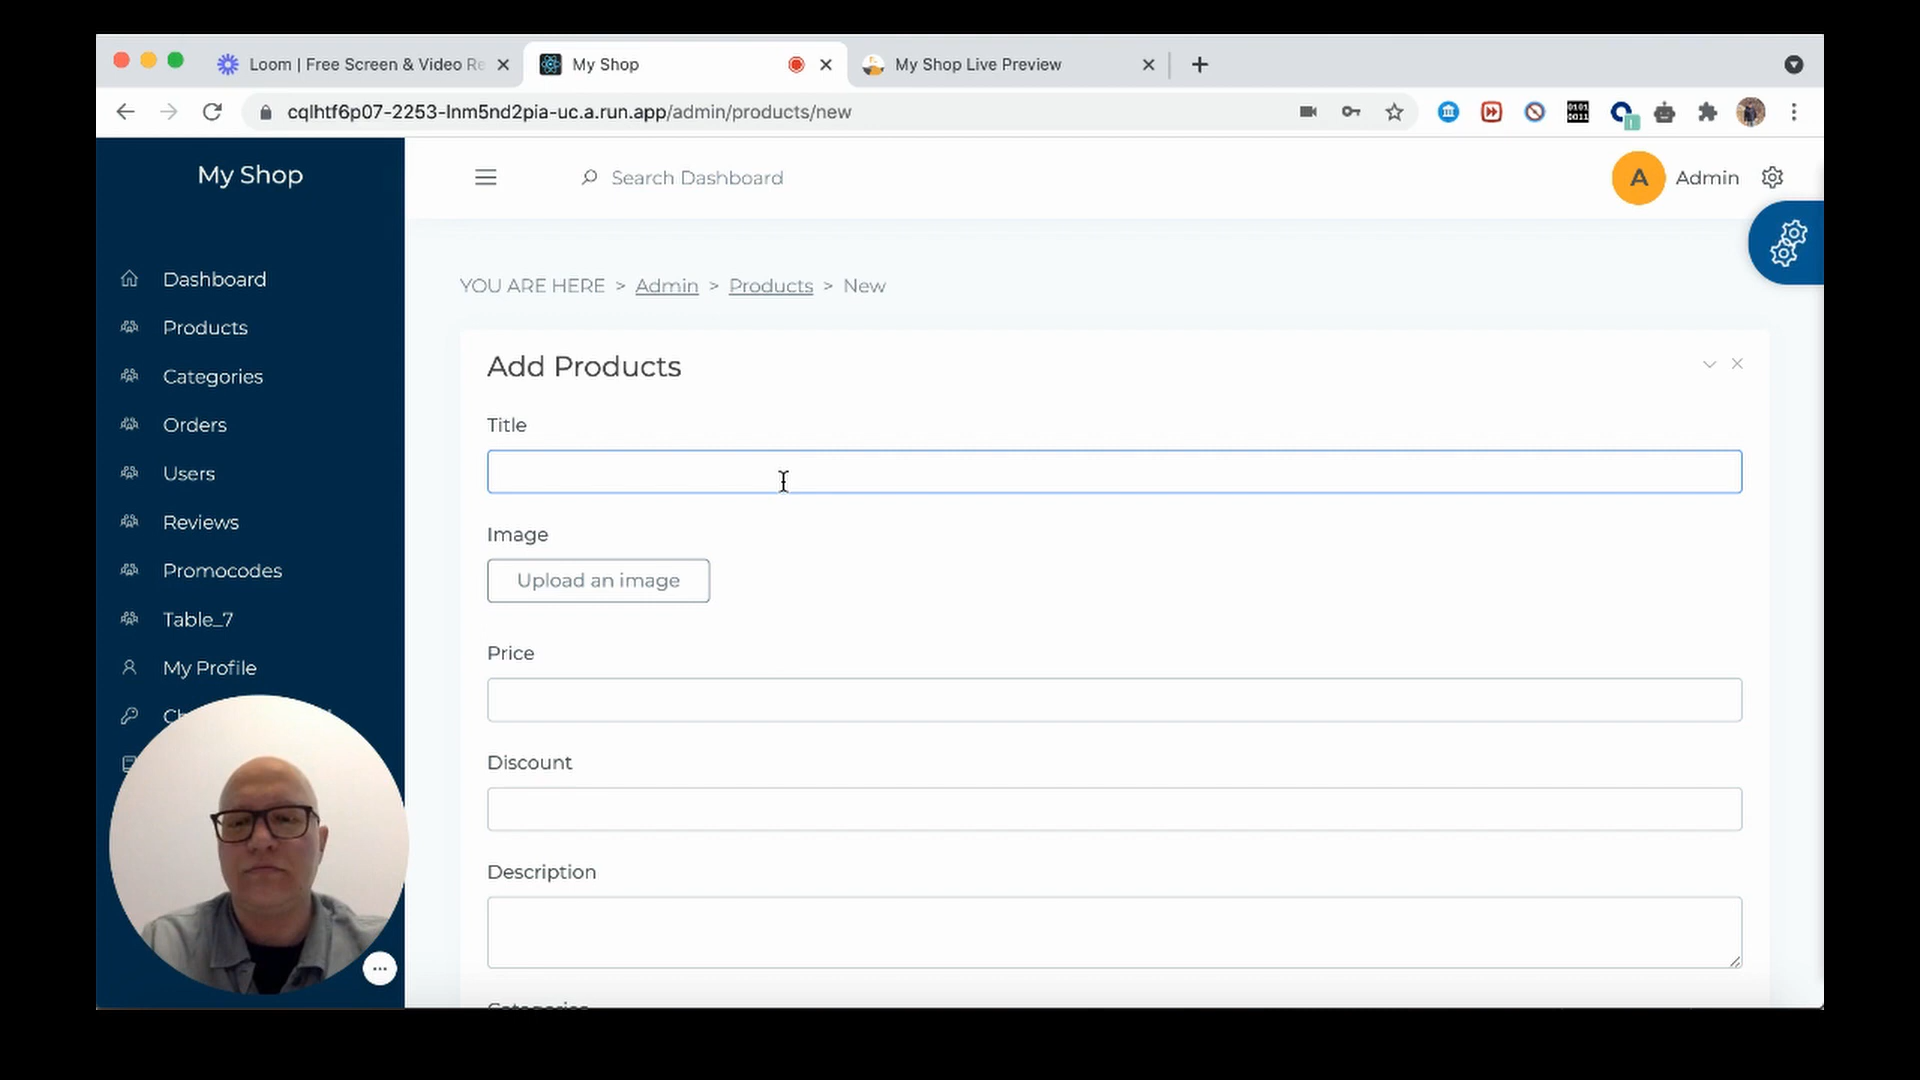 Loom | Free Screen & Video Re
My Shop
My Shop Live Preview
cqlhtf6p07-2253-lnm5nd2pia-uc.a.run.app/admin/products/new
My Shop
Search Dashboard
A
Admin
Dashboard
Products
Categories
Orders
Users
Reviews
Promocodes
Table_7
My Profile
YOU ARE HERE > Admin > Products > New
Add Products
Title
Image
Upload an image
Price
Discount
Description
Categories